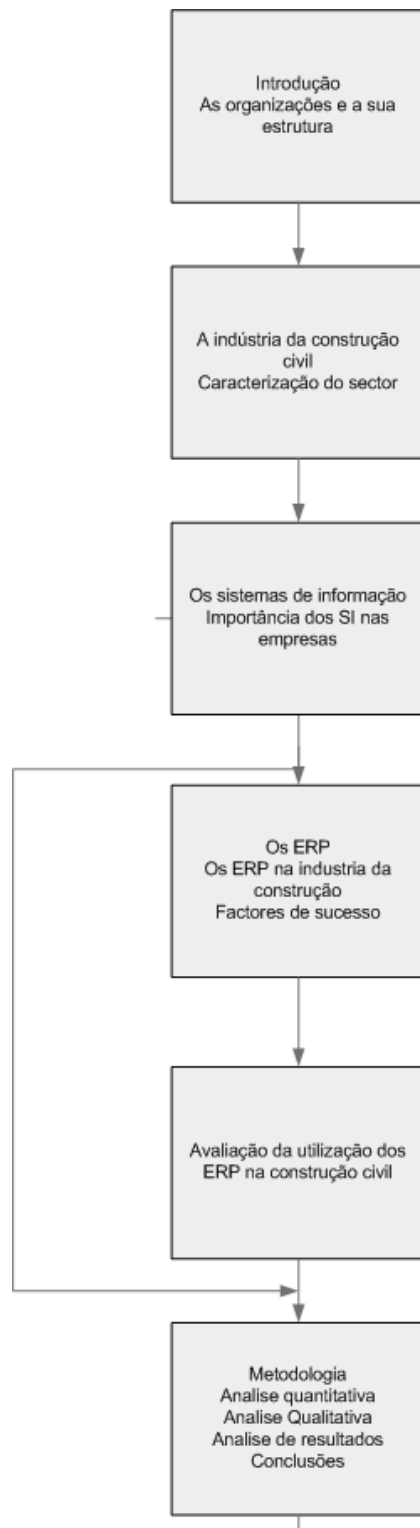 Introdução
As organizações e a sua
estrutura
A indústria da construção
civil
Caracterização do sector
Os sistemas de informação
Importância dos SI nas
empresas
Os ERP
Os ERP na industria da
construção
Factores de sucesso
Avaliação da utilização dos
ERP na construção civil
Metodologia
Analise quantitativa
Analise Qualitativa
Analise de resultados
Conclusões